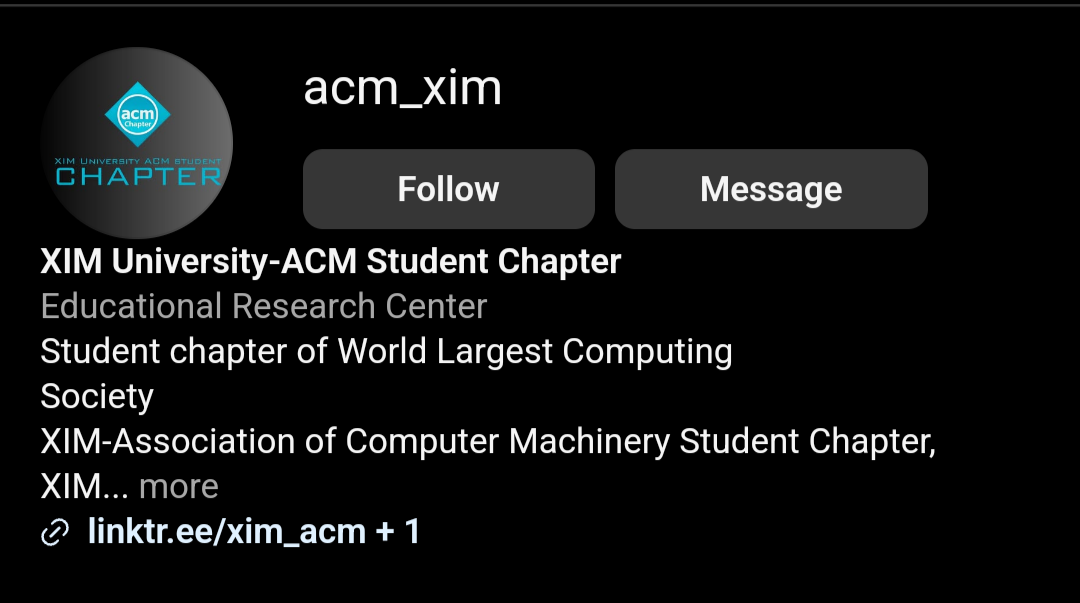 acm
Chapter
XIM UNIVERSITY ACM STUDENT
CHAPTER
acm_xim
Follow
Message
XIM University-ACM Student Chapter
Educational Research Center
Student chapter of World Largest Computing
Society
XIM-Association of Computer Machinery Student Chapter,
XIM... more
linktr.ee/xim_acm + 1